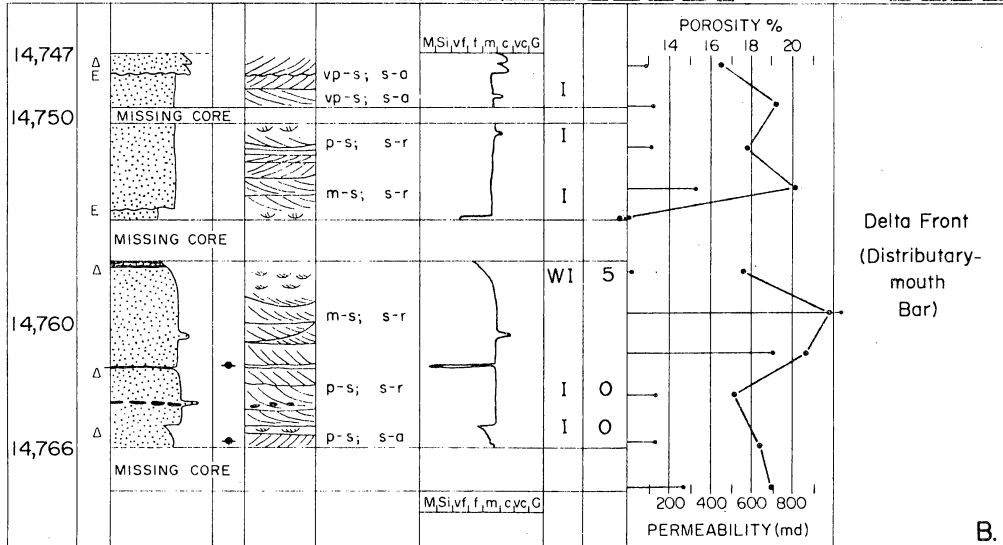 POROSITY %
14 16 18 20
M, Si, vf, f, m, c, vc, G
14,747
Δ
E
vp-s; s-a
I
vp-s; s-a
14,750
MISSING CORE
p-s; s-r
I
m-s; s-r
I
E
MISSING CORE
Delta Front
(Distributary-
mouth
Bar)
Δ
WI 5
14,760
m-s; s-r
Δ
p-s; s-r
I O
I O
Δ
p-s; s-a
14,766
MISSING CORE
M, Si, vf, f, m, c, vc, G
200 400 600 800
PERMEABILITY (md)
B.